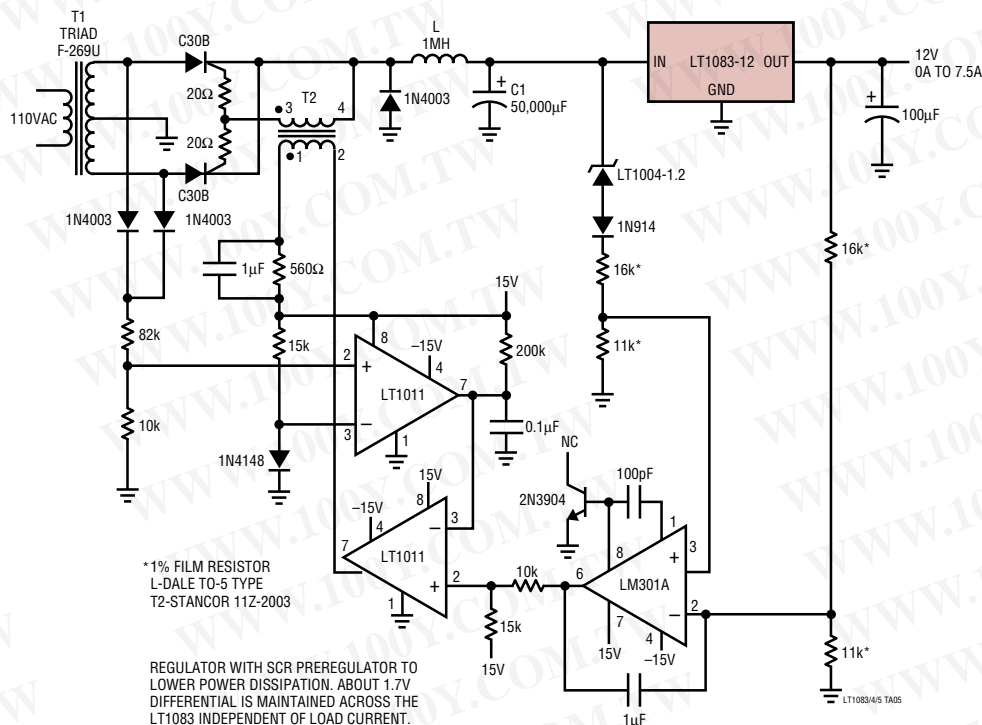 T1
TRIAD
F-269U
C30B
L
1MH
IN LT1083-12 OUT
GND
12V
0A TO 7.5A
T2
3
4
20Ω
1N4003
+
C1
50,000µF
+
100µF
110VAC
20Ω
1
2
C30B
LT1004-1.2
1N4003
1N4003
1N914
1µF
560Ω
16k*
16k*
15V
82k
15k
8
–15V
4
200k
11k*
2
+
LT1011
7
10k
3
–
1
0.1µF
NC
1N4148
15V
8
100pF
–15V
4
2N3904
1
–
3
8
+
3
7
LT1011
6
LM301A
*1% FILM RESISTOR
L-DALE TO-5 TYPE
T2-STANCOR 11Z-2003
+
2
10k
–
2
1
7
4
15k
15V
–15V
15V
11k*
REGULATOR WITH SCR PREREGULATOR TO
LOWER POWER DISSIPATION. ABOUT 1.7V
DIFFERENTIAL IS MAINTAINED ACROSS THE
LT1083 INDEPENDENT OF LOAD CURRENT.
1µF
LT1083/4/5 TA05
WWW.100Y.COM.TW